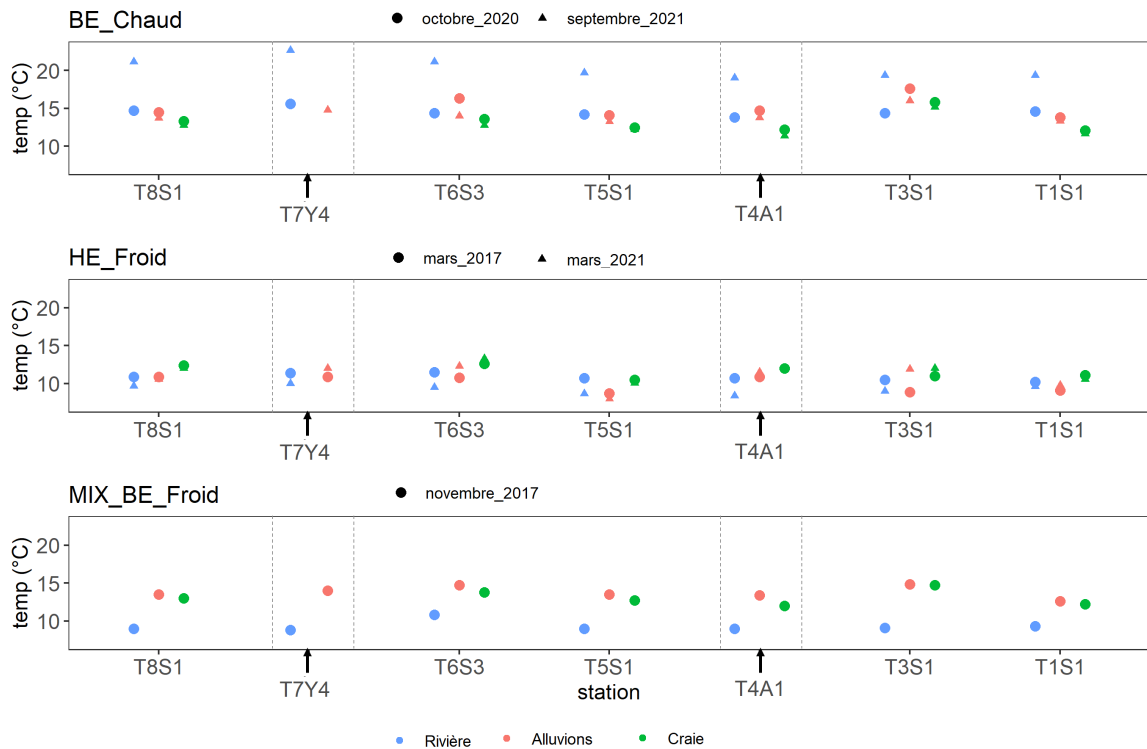 BE_Chaud
octobre_2020 septembre_2021
temp (°C)
20
15
10
T8S1 T7Y4 T6S3 T5S1 T4A1 T3S1 T1S1
HE_Froid
mars_2017 mars_2021
temp (°C)
20
15
10
T8S1 T7Y4 T6S3 T5S1 T4A1 T3S1 T1S1
MIX_BE_Froid
novembre_2017
temp (°C)
20
15
10
T8S1 T7Y4 T6S3 T5S1 T4A1 T3S1 T1S1
station
Rivière Alluvions Craie